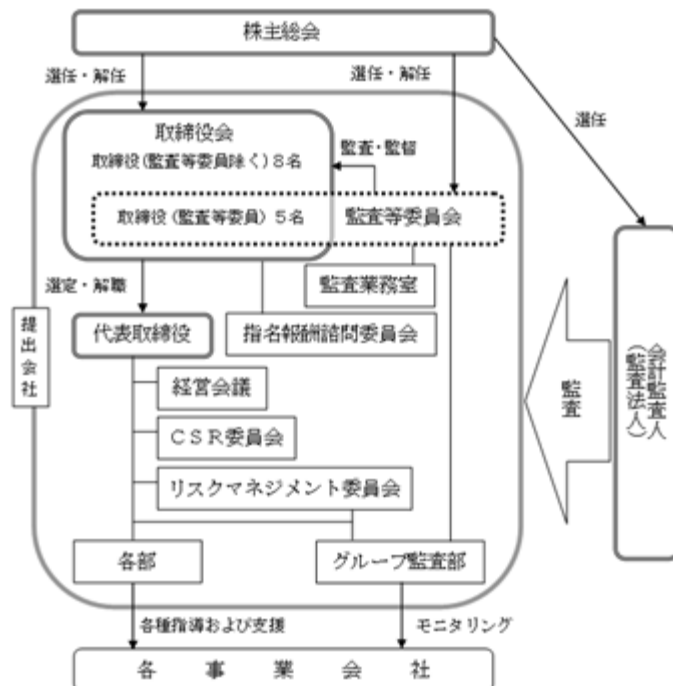 株主総会
選任・解任
選任・解任
選任
取締役会
取締役(監査等委員除く)8名
監査・監督
取締役(監査等委員)5名
監査等委員会
選定・解職
監査業務室
提出会社
代表取締役
指名報酬諮問委員会
経営会議
CSR委員会
リスクマネジメント委員会
各部
グループ監査部
監査
会計監査人
(監査法人)
各種指導および支援
モニタリング
各事業会社